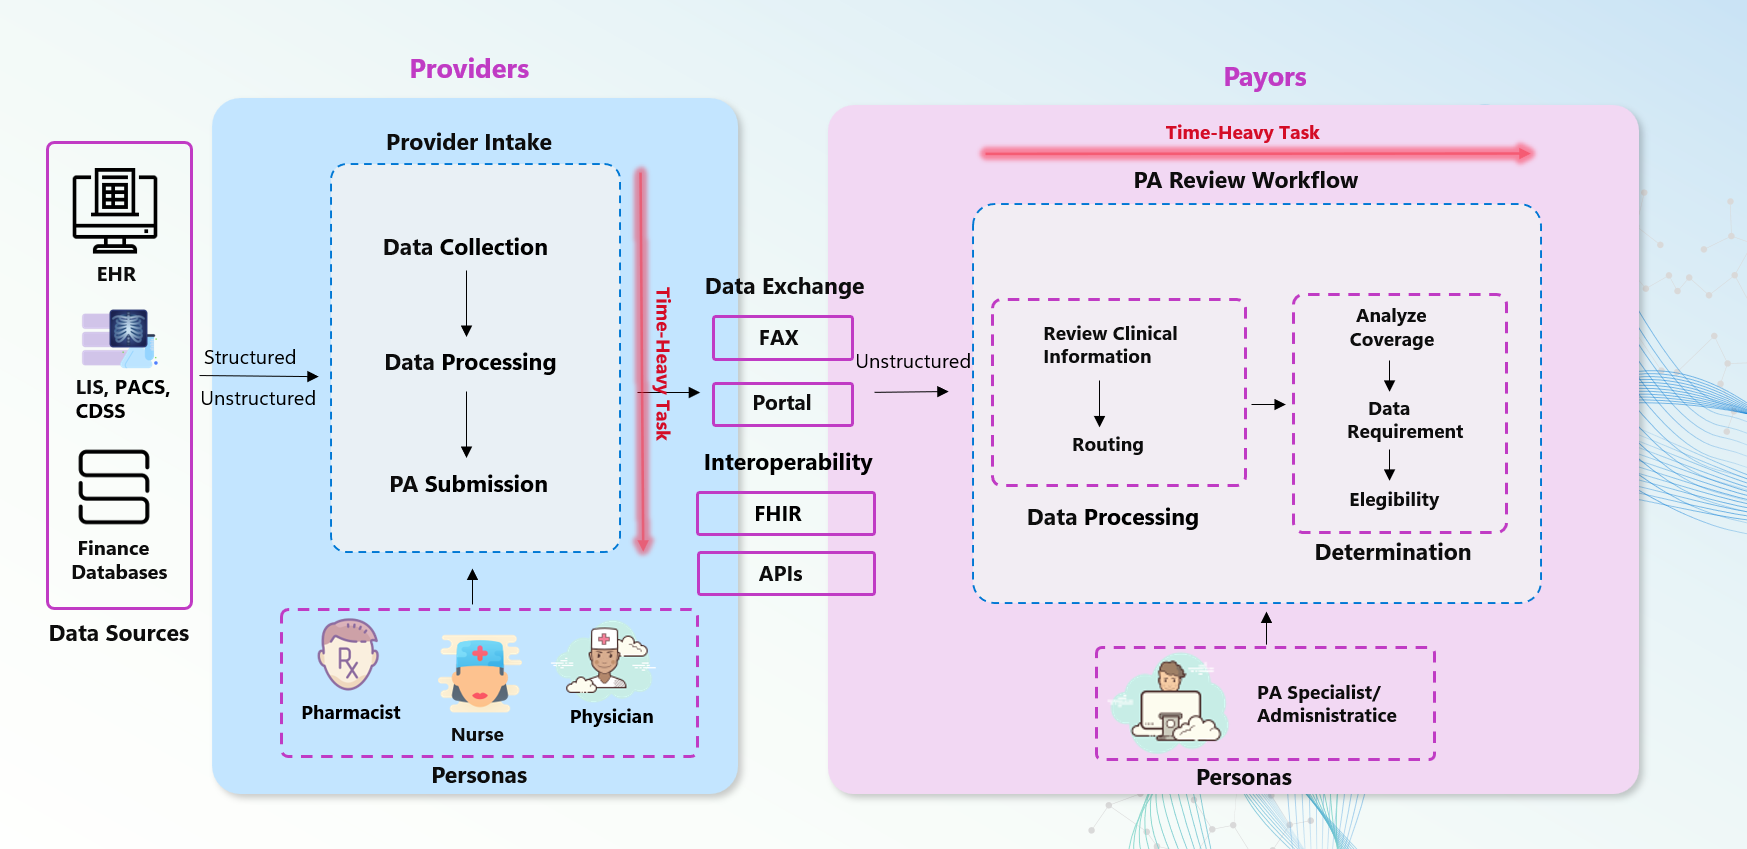 Providers
Payors
Provider Intake
Time-Heavy Task
PA Review Workflow
EHR
LIS, PACS,
CDSS
Finance
Databases
Data Sources
Structured
Unstructured
Data Collection
Data Processing
PA Submission
Time-Heavy Task
Data Exchange
FAX
Portal
Interoperability
FHIR
APIs
Unstructured
Review Clinical
Information
Routing
Data Processing
Analyze
Coverage
Data
Requirement
Elegibility
Determination
Rx
Pharmacist
Nurse
Physician
Personas
PA Specialist/
Admisnistratice
Personas